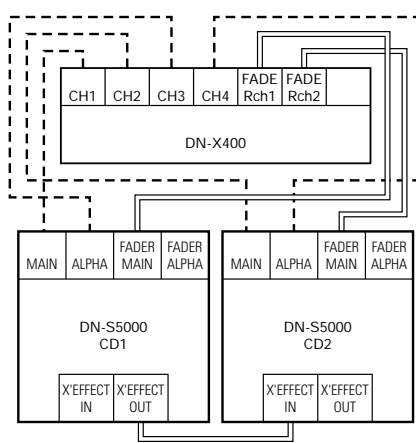 CH1 CH2 CH3 CH4 FADE FADE
Rch1 Rch2
DN-X400
MAIN ALPHA FADER MAIN FADER ALPHA
DN-S5000
CD1
X'EFFECT IN X'EFFECT OUT
MAIN ALPHA FADER MAIN FADER ALPHA
DN-S5000
CD2
X'EFFECT IN X'EFFECT OUT